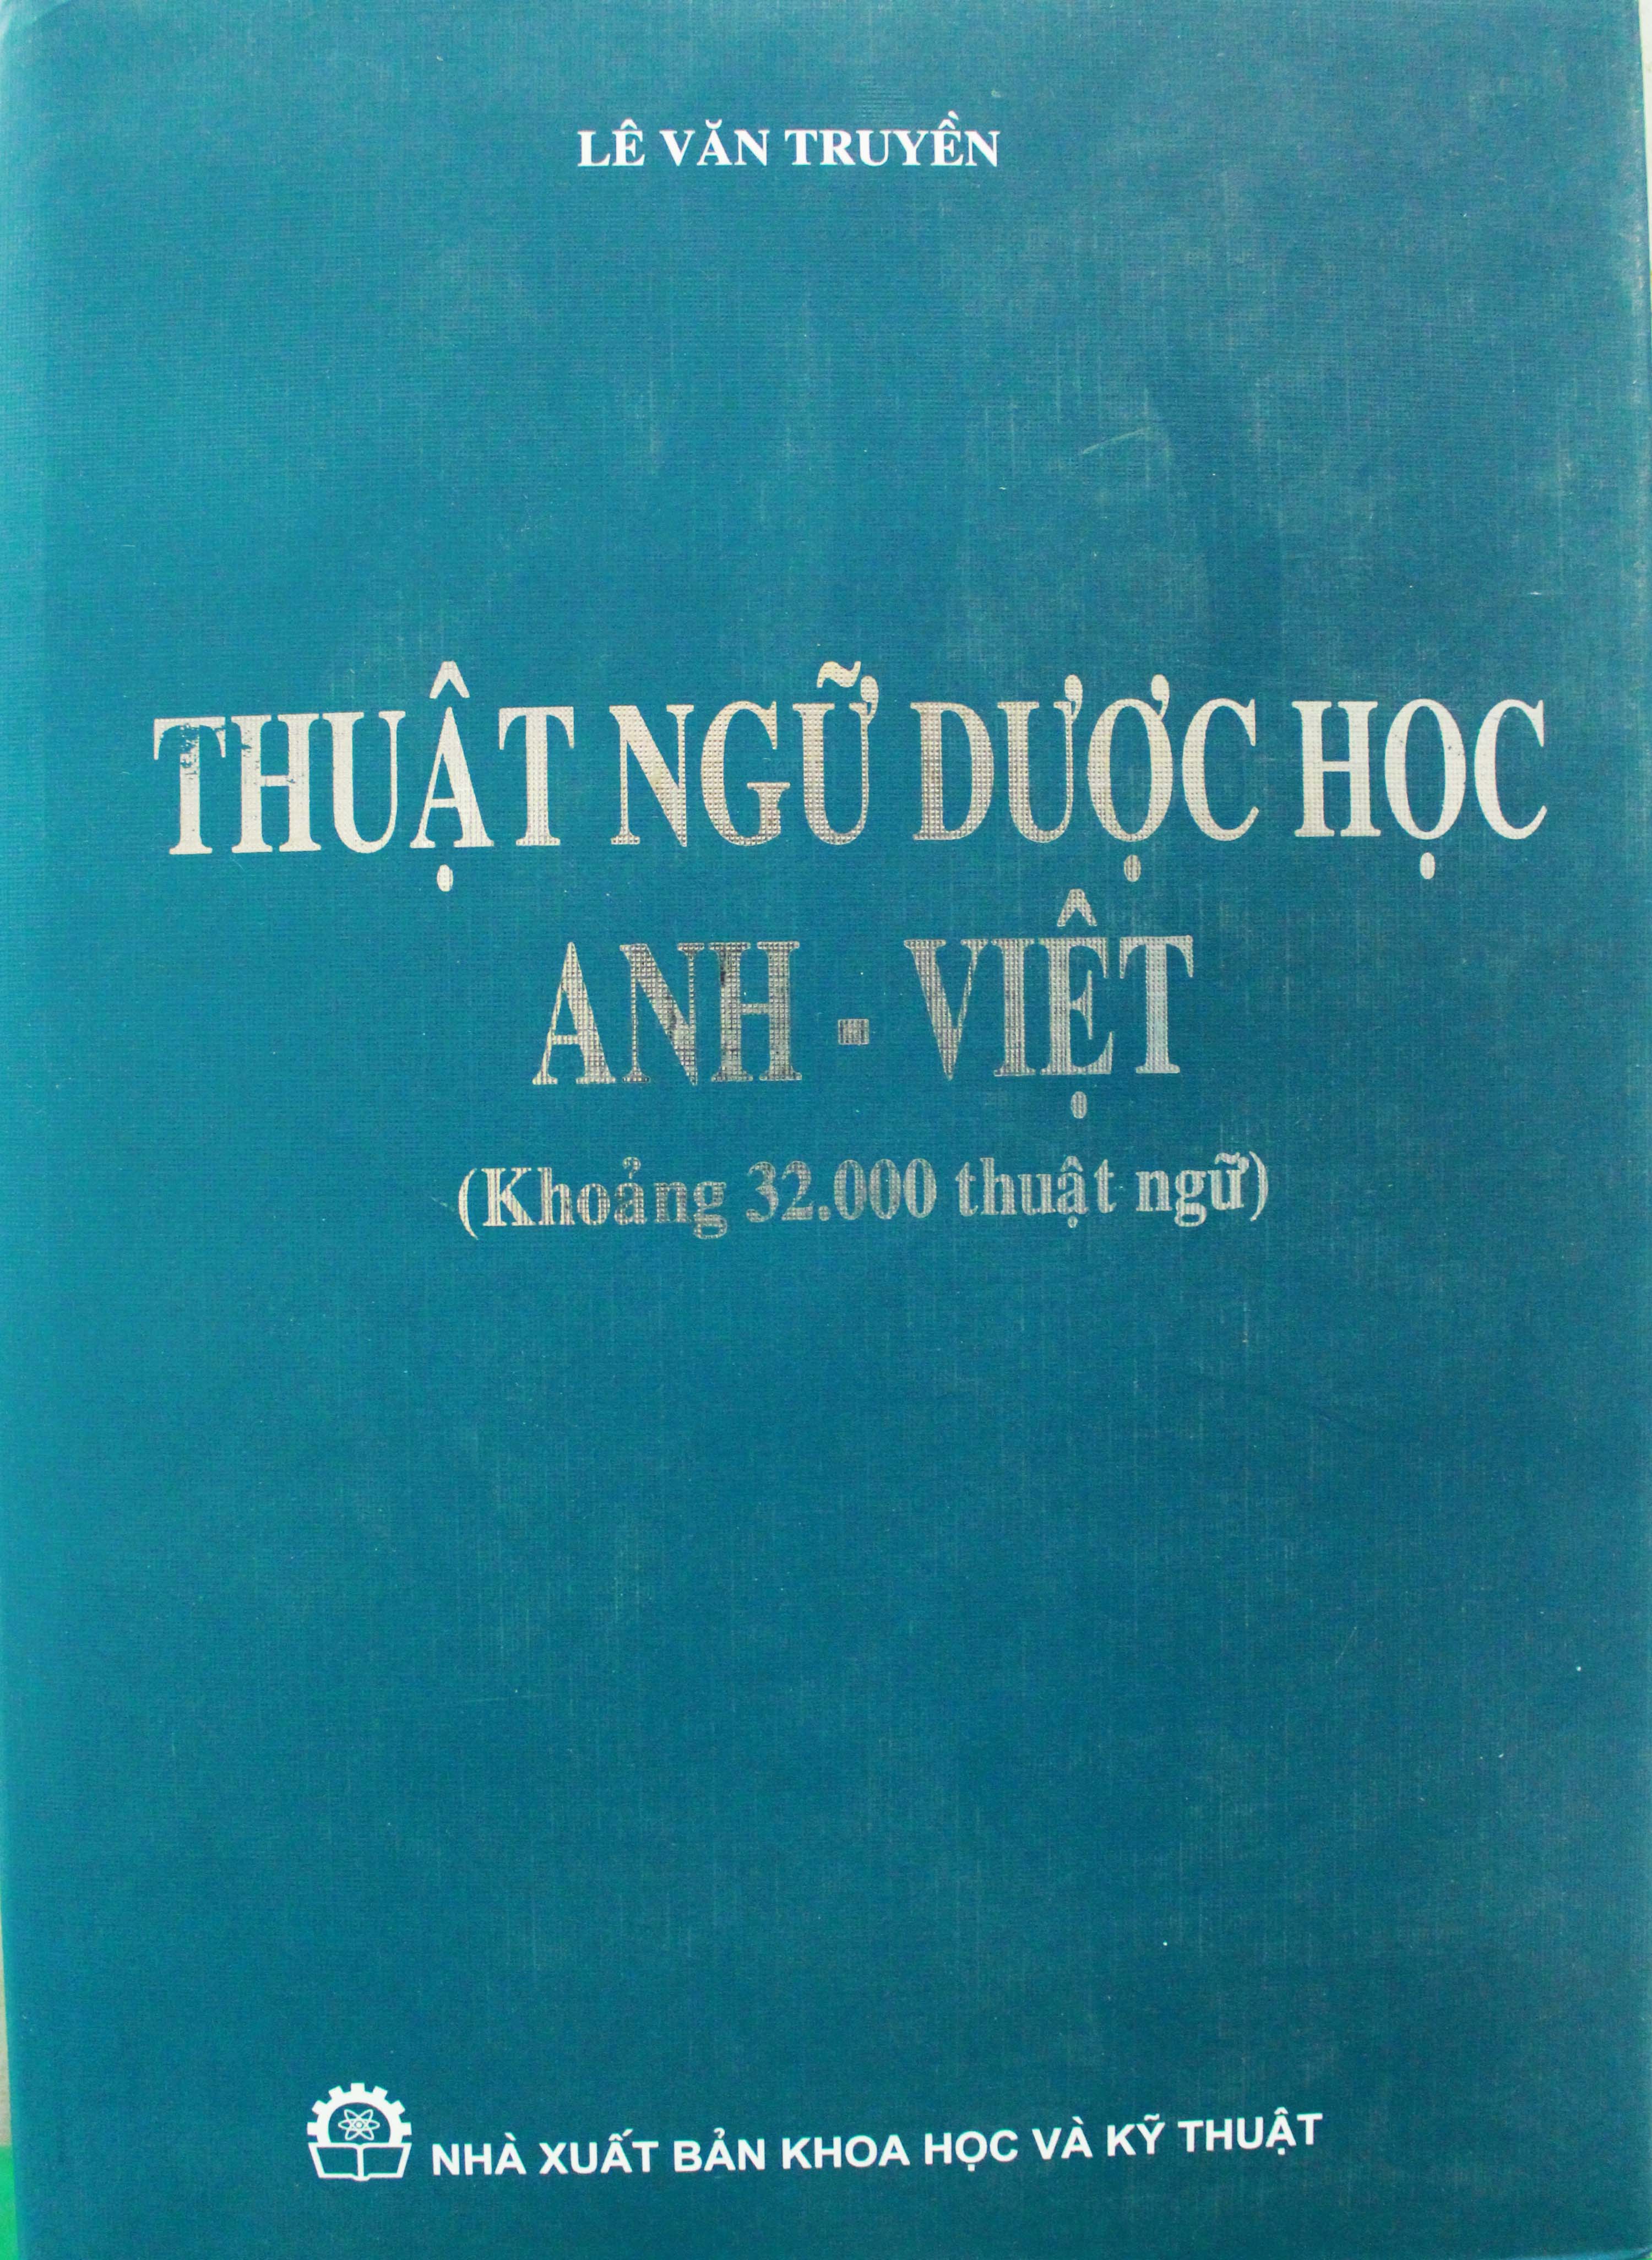 LÊ VĂN TRUYỀN
THUẬT NGỮ DƯỢC HỌC
ANH - VIỆT
(Khoảng 32.000 thuật ngữ)
NHÀ XUẤT BẢN KHOA HỌC VÀ KỸ THUẬT